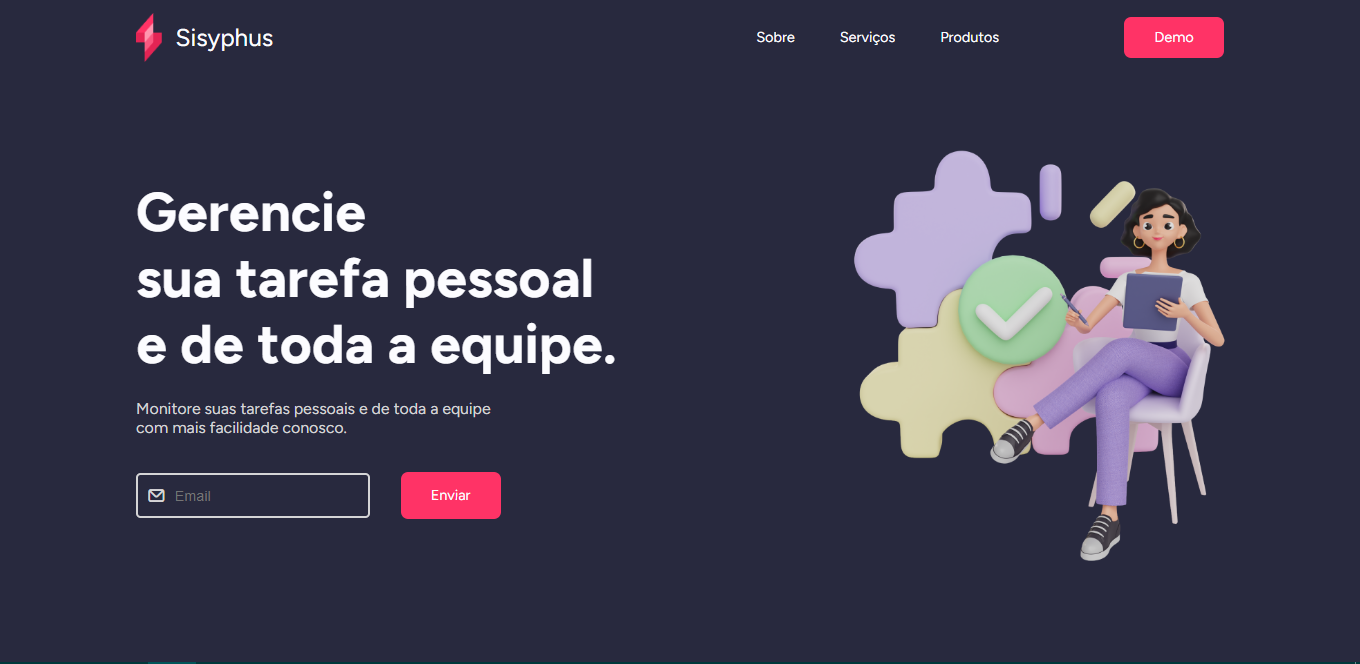 Sisyphus
Sobre
Serviços
Produtos
Demo
Gerencie
sua tarefa pessoal
e de toda a equipe.
Monitore suas tarefas pessoais e de toda a equipe
com mais facilidade conosco.
Email
Enviar